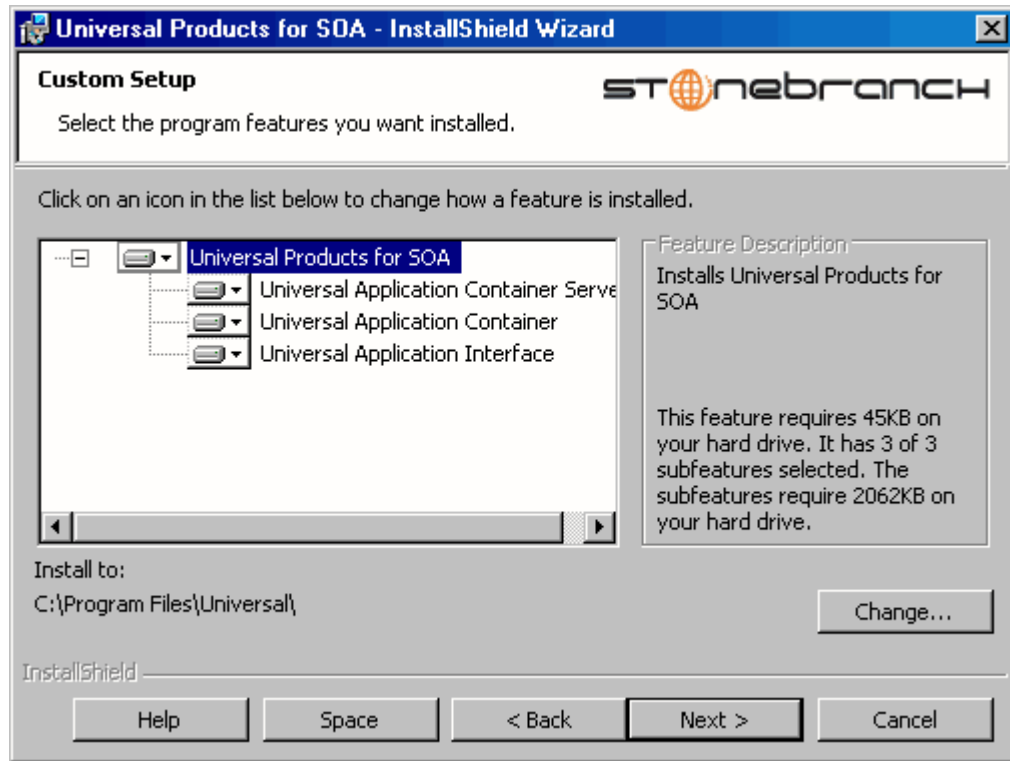 Universal Products for SOA - InstallShield Wizard
Custom Setup
Select the program features you want installed.
STONEBRANCH
Click on an icon in the list below to change how a feature is installed.
Universal Products for SOA
Universal Application Container Serve
Universal Application Container
Universal Application Interface
Feature Description
Installs Universal Products for
SOA
This feature requires 45KB on
your hard drive. It has 3 of 3
subfeatures selected. The
subfeatures require 2062KB on
your hard drive.
Install to:
C:\Program Files\Universal\
Change...
InstallShield
Help
Space
< Back
Next >
Cancel